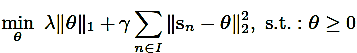 min_θ λ‖θ‖₁ + γ ∑_{n∈I} ‖s_n − θ‖₂², s.t.: θ ≥ 0